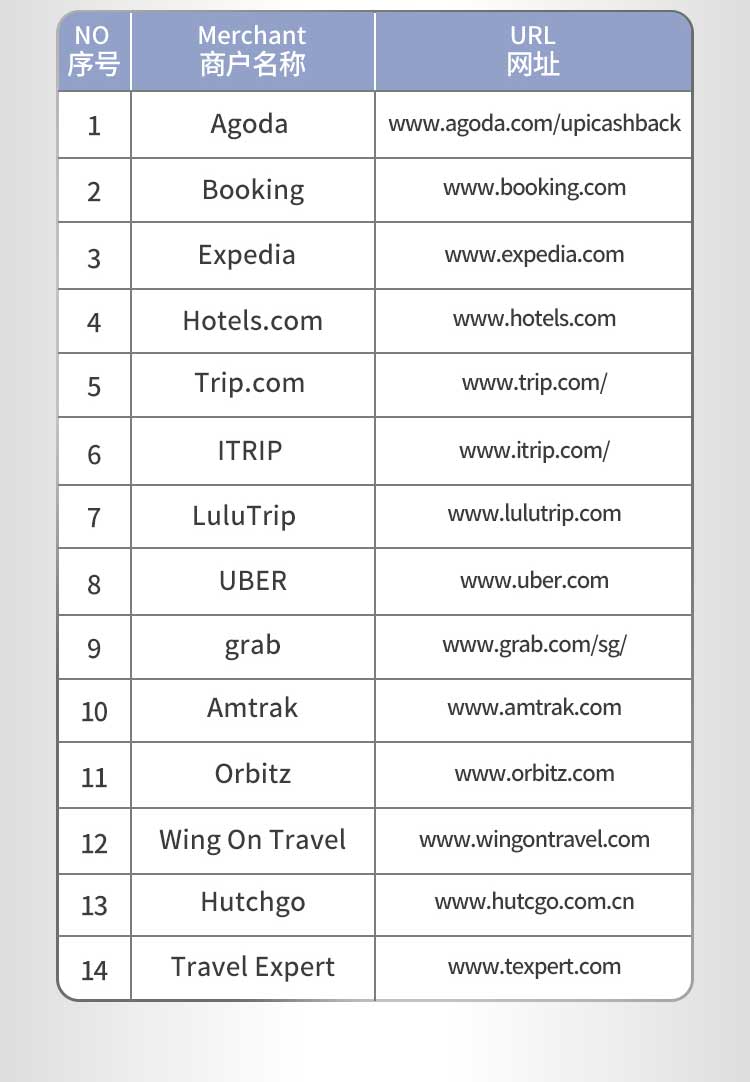 NO Merchant URL
序号 商户名称 网址
1 Agoda www.agoda.com/upicashback
2 Booking www.booking.com
3 Expedia www.expedia.com
4 Hotels.com www.hotels.com
5 Trip.com www.trip.com/
6 ITRIP www.itrip.com/
7 LuluTrip www.lulutrip.com
8 UBER www.uber.com
9 grab www.grab.com/sg/
10 Amtrak www.amtrak.com
11 Orbitz www.orbitz.com
12 Wing On Travel www.wingontravel.com
13 Hutchgo www.hutcgo.com.cn
14 Travel Expert www.texpert.com